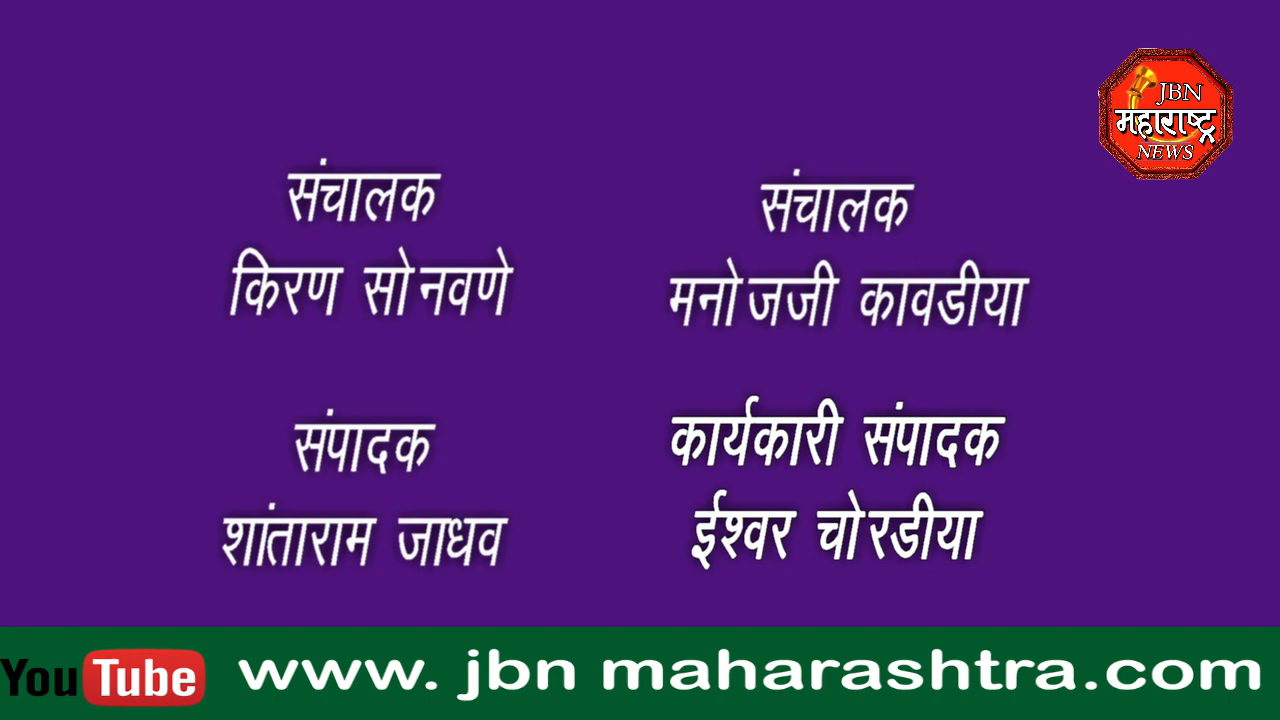 JBN
महाराष्ट्र
NEWS
संचालक
किरण सोनवणे
संचालक
मनोजजी कावडीया
संपादक
शांताराम जाधव
कार्यकारी संपादक
ईश्वर चोरडीया
YouTube www. jbn maharashtra.com